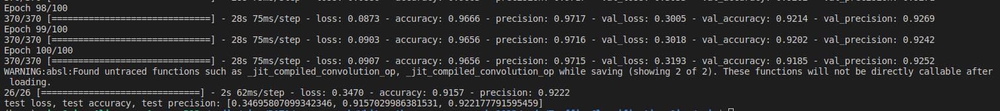 Epoch 98/100
370/370 [==============================] - 28s 75ms/step - loss: 0.0873 - accuracy: 0.9666 - precision: 0.9717 - val_loss: 0.3005 - val_accuracy: 0.9214 - val_precision: 0.9269
Epoch 99/100
370/370 [==============================] - 28s 75ms/step - loss: 0.0903 - accuracy: 0.9656 - precision: 0.9716 - val_loss: 0.3018 - val_accuracy: 0.9202 - val_precision: 0.9242
Epoch 100/100
370/370 [==============================] - 28s 75ms/step - loss: 0.0907 - accuracy: 0.9656 - precision: 0.9715 - val_loss: 0.3193 - val_accuracy: 0.9185 - val_precision: 0.9252
WARNING:absl:Found untraced functions such as _jit_compiled_convolution_op, _jit_compiled_convolution_op while saving (showing 2 of 2). These functions will not be directly callable after
loading.
26/26 [==============================] - 2s 62ms/step - loss: 0.3470 - accuracy: 0.9157 - precision: 0.9222
test loss, test accuracy, test precision: [0.34695807099342346, 0.9157029986381531, 0.922177791595459]